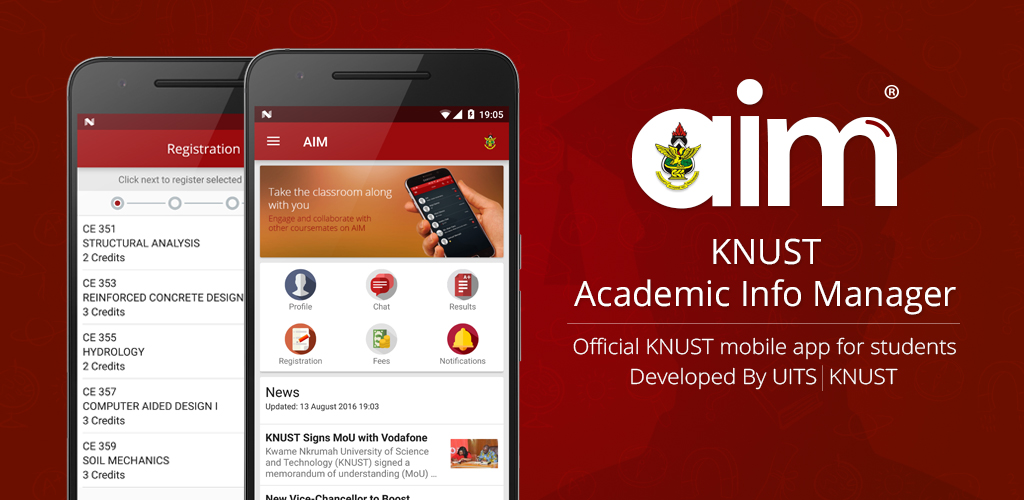 Registration
Click next to register selected
CE 351
STRUCTURAL ANALYSIS
2 Credits
CE 353
REINFORCED CONCRETE DESIGN
3 Credits
CE 355
HYDROLOGY
2 Credits
CE 357
COMPUTER AIDED DESIGN I
3 Credits
CE 359
SOIL MECHANICS
3 Credits
19:05
AIM
Take the classroom along
with you
Engage and collaborate with
other coursemates on AIM
Profile
Chat
A+
Results
Registration
Fees
Notifications
News
Updated: 13 August 2016 19:03
KNUST Signs MoU with Vodafone
Kwame Nkrumah University of Science
and Technology (KNUST) signed a
memorandum of understanding (MoU) ...
New Vice-Chancellor to Boost
aim®
KNUST
Academic Info Manager
Official KNUST mobile app for students
Developed By UITS|KNUST